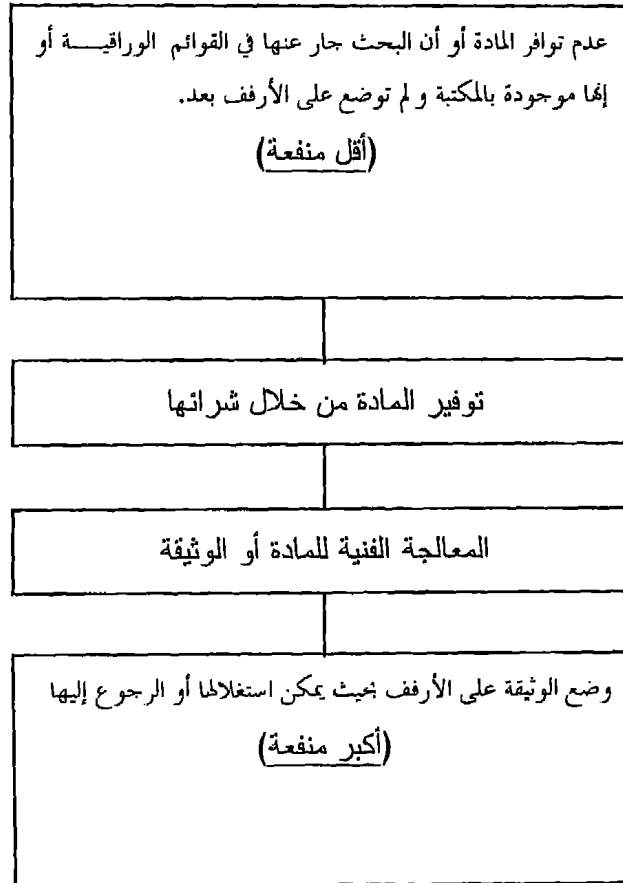 عدم توافر المادة أو أن البحث جار عنها في القوائم الوراقيـــة أو
إنها موجودة بالمكتبة و لم توضع على الأرفف بعد.
(أقل منفعة)
توفير المادة من خلال شرائها
المعالجة الفنية للمادة أو الوثيقة
وضع الوثيقة على الأرفف بحيث يمكن استغلالها أو الرجوع إليها
(أكبر منفعة)